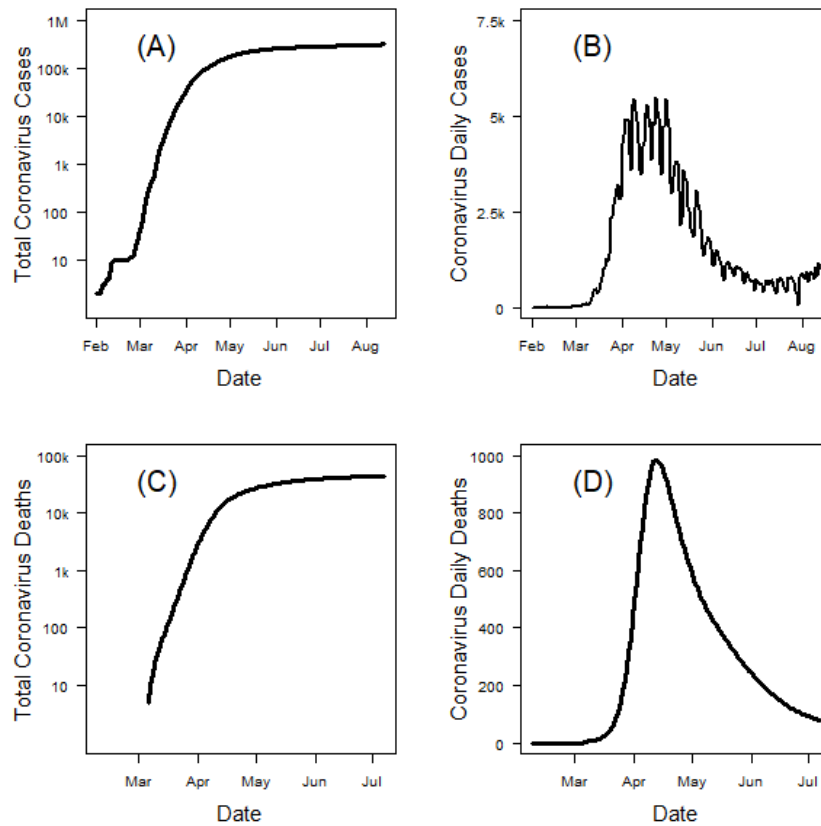 (A)
Total Coronavirus Cases
1M
100k
10k
1k
100
10
Feb Mar Apr May Jun Jul Aug
Date
(B)
Coronavirus Daily Cases
7.5k
5k
2.5k
0
Feb Mar Apr May Jun Jul Aug
Date
(C)
Total Coronavirus Deaths
100k
10k
1k
100
10
Mar Apr May Jun Jul
Date
(D)
Coronavirus Daily Deaths
1000
800
600
400
200
0
Mar Apr May Jun Jul
Date